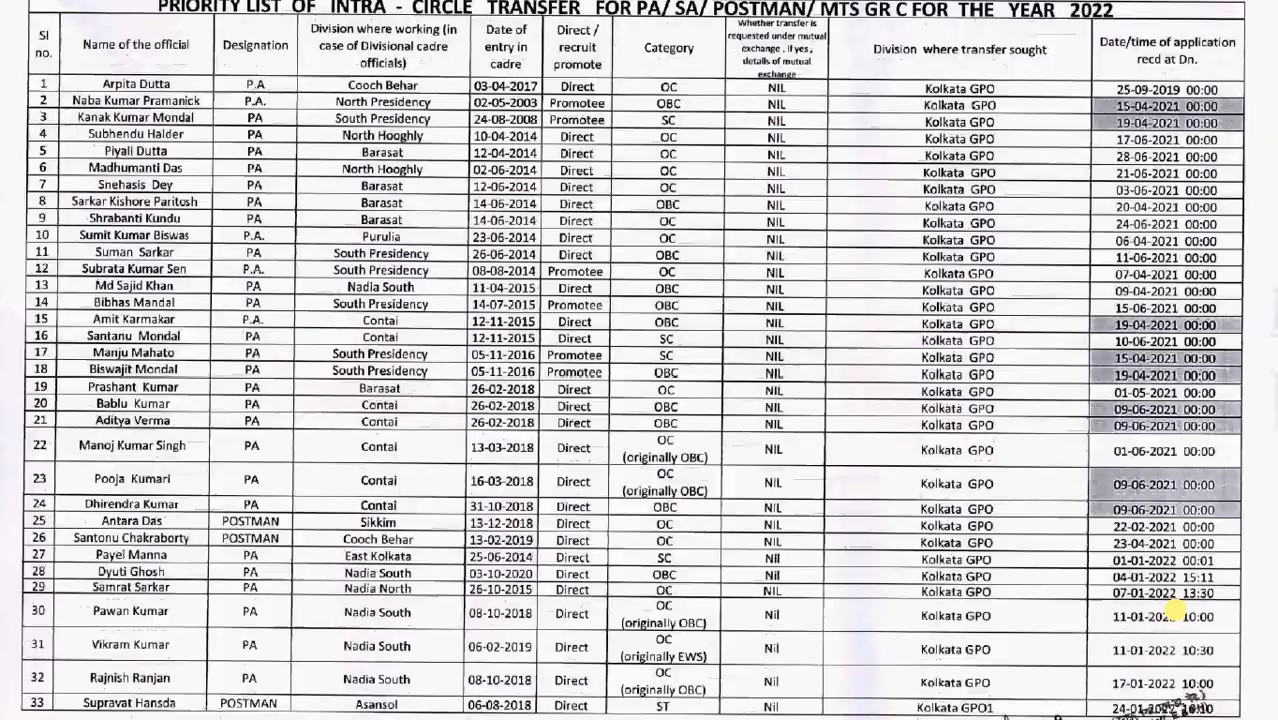 PRIORITY LIST OF INTRA - CIRCLE TRANSFER FOR PA/ SA/ POSTMAN/ MTS GR C FOR THE YEAR 2022
Sl no. Name of the official Designation Division where working (in case of Divisional cadre officials) Date of entry in cadre Direct / recruit promote Category Whether transfer is requested under mutual exchange , if yes , details of mutual exchange Division where transfer sought Date/time of application recd at Dn.
1 Arpita Dutta P.A Cooch Behar 03-04-2017 Direct OC NIL Kolkata GPO 25-09-2019 00:00
2 Naba Kumar Pramanick P.A. North Presidency 02-05-2003 Promotee OBC NIL Kolkata GPO 15-04-2021 00:00
3 Kanak Kumar Mondal PA South Presidency 24-08-2008 Promotee SC NIL Kolkata GPO 19-04-2021 00:00
4 Subhendu Halder PA North Hooghly 10-04-2014 Direct OC NIL Kolkata GPO 17-06-2021 00:00
5 Piyali Dutta PA Barasat 12-04-2014 Direct OC NIL Kolkata GPO 28-06-2021 00:00
6 Madhumanti Das PA North Hooghly 02-06-2014 Direct OC NIL Kolkata GPO 21-06-2021 00:00
7 Snehasis Dey PA Barasat 12-06-2014 Direct OC NIL Kolkata GPO 03-06-2021 00:00
8 Sarkar Kishore Paritosh PA Barasat 14-06-2014 Direct OBC NIL Kolkata GPO 20-04-2021 00:00
9 Shrabanti Kundu PA Barasat 14-06-2014 Direct OC NIL Kolkata GPO 24-06-2021 00:00
10 Sumit Kumar Biswas P.A. Purulia 23-06-2014 Direct OC NIL Kolkata GPO 06-04-2021 00:00
11 Suman Sarkar PA South Presidency 26-06-2014 Direct OBC NIL Kolkata GPO 11-06-2021 00:00
12 Subrata Kumar Sen P.A. South Presidency 08-08-2014 Promotee OC NIL Kolkata GPO 07-04-2021 00:00
13 Md Sajid Khan PA Nadia South 11-04-2015 Direct OBC NIL Kolkata GPO 09-04-2021 00:00
14 Bibhas Mandal PA South Presidency 14-07-2015 Promotee OBC NIL Kolkata GPO 15-06-2021 00:00
15 Amit Karmakar P.A. Contai 12-11-2015 Direct OBC NIL Kolkata GPO 19-04-2021 00:00
16 Santanu Mondal PA Contai 12-11-2015 Direct SC NIL Kolkata GPO 10-06-2021 00:00
17 Manju Mahato PA South Presidency 05-11-2016 Promotee SC NIL Kolkata GPO 15-04-2021 00:00
18 Biswajit Mondal PA South Presidency 05-11-2016 Promotee OBC NIL Kolkata GPO 19-04-2021 00:00
19 Prashant Kumar PA Barasat 26-02-2018 Direct OC NIL Kolkata GPO 01-05-2021 00:00
20 Bablu Kumar PA Contai 26-02-2018 Direct OBC NIL Kolkata GPO 09-06-2021 00:00
21 Aditya Verma PA Contai 26-02-2018 Direct OBC NIL Kolkata GPO 09-06-2021 00:00
22 Manoj Kumar Singh PA Contai 13-03-2018 Direct OC (originally OBC) NIL Kolkata GPO 01-06-2021 00:00
23 Pooja Kumari PA Contai 16-03-2018 Direct OC (originally OBC) NIL Kolkata GPO 09-06-2021 00:00
24 Dhirendra Kumar PA Contai 31-10-2018 Direct OBC NIL Kolkata GPO 09-06-2021 00:00
25 Antara Das POSTMAN Sikkim 13-12-2018 Direct OC NIL Kolkata GPO 22-02-2021 00:00
26 Santonu Chakraborty POSTMAN Cooch Behar 13-02-2019 Direct OC NIL Kolkata GPO 23-04-2021 00:00
27 Payel Manna PA East Kolkata 25-06-2014 Direct SC Nil Kolkata GPO 01-01-2022 00:01
28 Dyuti Ghosh PA Nadia South 03-10-2020 Direct OBC Nil Kolkata GPO 04-01-2022 15:11
29 Samrat Sarkar PA Nadia North 26-10-2015 Direct OC NIL Kolkata GPO 07-01-2022 13:30
30 Pawan Kumar PA Nadia South 08-10-2018 Direct OC (originally OBC) Nil Kolkata GPO 11-01-2022 10:00
31 Vikram Kumar PA Nadia South 06-02-2019 Direct OC (originally EWS) Nil Kolkata GPO 11-01-2022 10:30
32 Rajnish Ranjan PA Nadia South 08-10-2018 Direct OC (originally OBC) Nil Kolkata GPO 17-01-2022 10:00
33 Supravat Hansda POSTMAN Asansol 06-08-2018 Direct ST Nil Kolkata GPO1